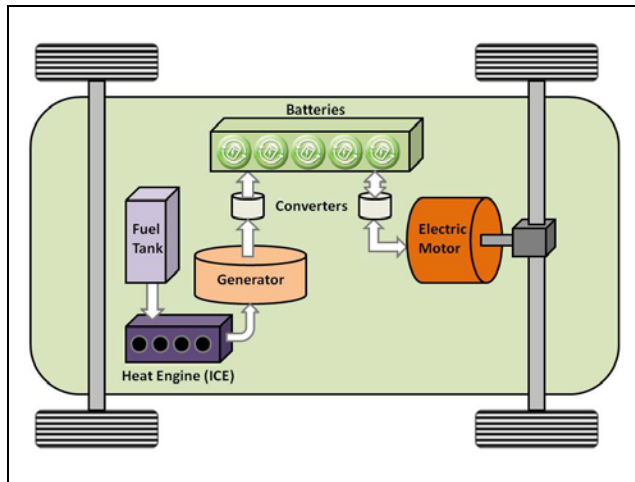 Batteries
Converters
Fuel
Tank
Electric
Motor
Generator
Heat Engine (ICE)